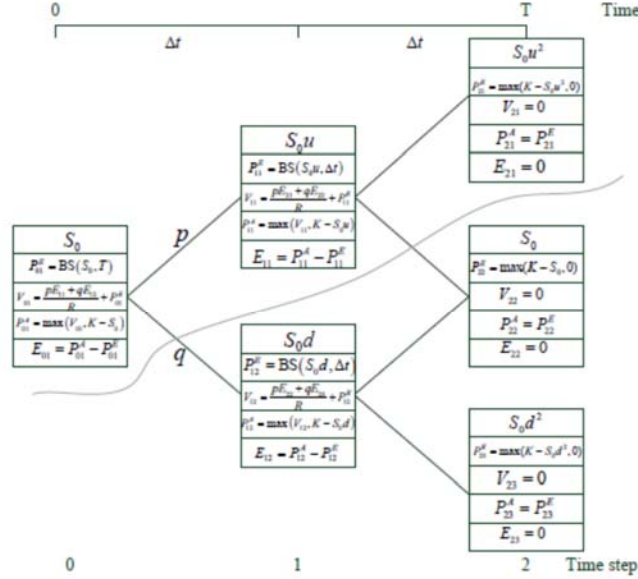 0 T Time
Δt Δt
S₀u²
P₂₁ᴱ = max(K − S₀u², 0)
V₂₁ = 0
P₂₁ᴬ = P₂₁ᴱ
E₂₁ = 0
S₀u
P₁₁ᴱ = BS(S₀u, Δt)
V₁₁ = (pE₂₁ + qE₂₂)/R + P₁₁ᴱ
P₁₁ᴬ = max(V₁₁, K − S₀u)
E₁₁ = P₁₁ᴬ − P₁₁ᴱ
p
S₀
P₀₁ᴱ = BS(S₀, T)
V₀₁ = (pE₁₁ + qE₁₂)/R + P₀₁ᴱ
P₀₁ᴬ = max(V₀₁, K − S₀)
E₀₁ = P₀₁ᴬ − P₀₁ᴱ
q
S₀
P₂₂ᴱ = max(K − S₀, 0)
V₂₂ = 0
P₂₂ᴬ = P₂₂ᴱ
E₂₂ = 0
S₀d
P₁₂ᴱ = BS(S₀d, Δt)
P₁₂ᴬ = max(V₁₂, K − S₀d)
E₁₂ = P₁₂ᴬ − P₁₂ᴱ
S₀d²
P₂₃ᴱ = max(K − S₀d², 0)
V₂₃ = 0
P₂₃ᴬ = P₂₃ᴱ
E₂₃ = 0
0 1 2 Time step